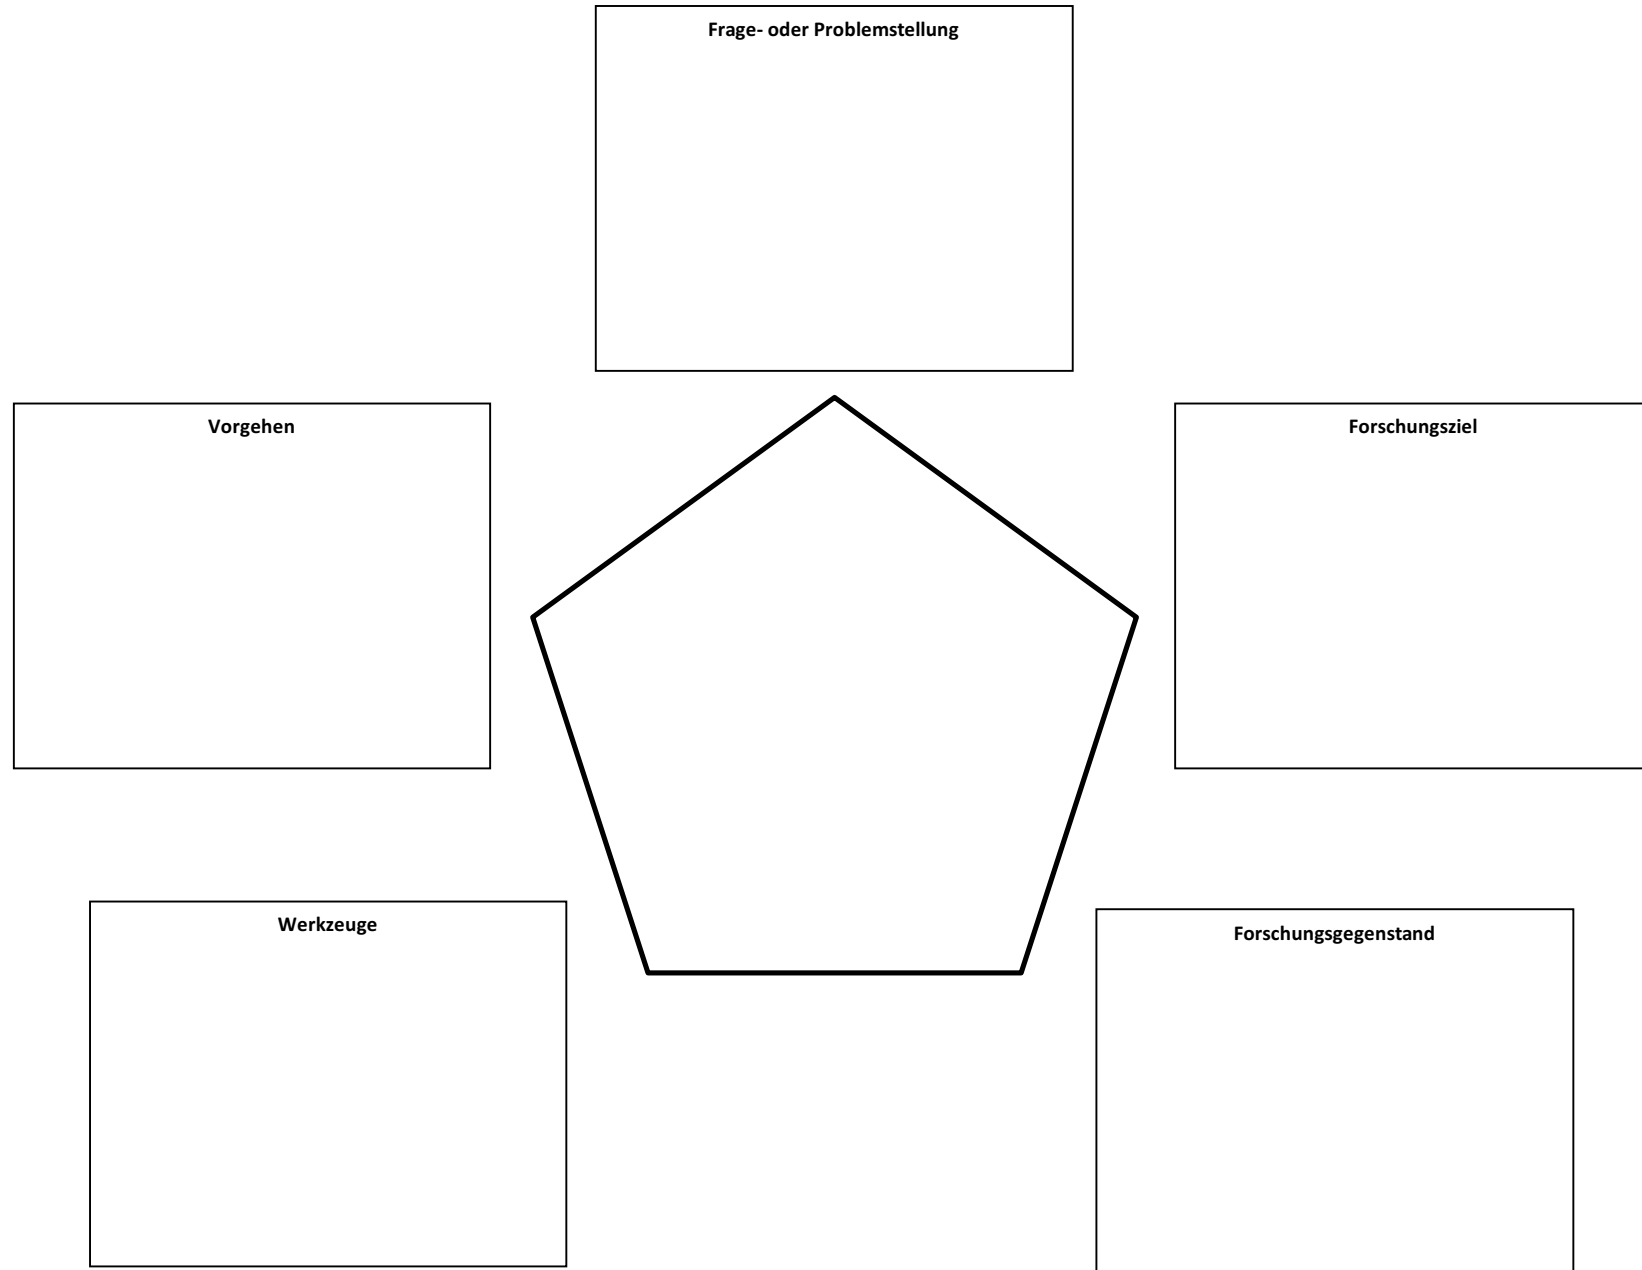 Frage- oder Problemstellung
Vorgehen
Forschungsziel
Werkzeuge
Forschungsgegenstand